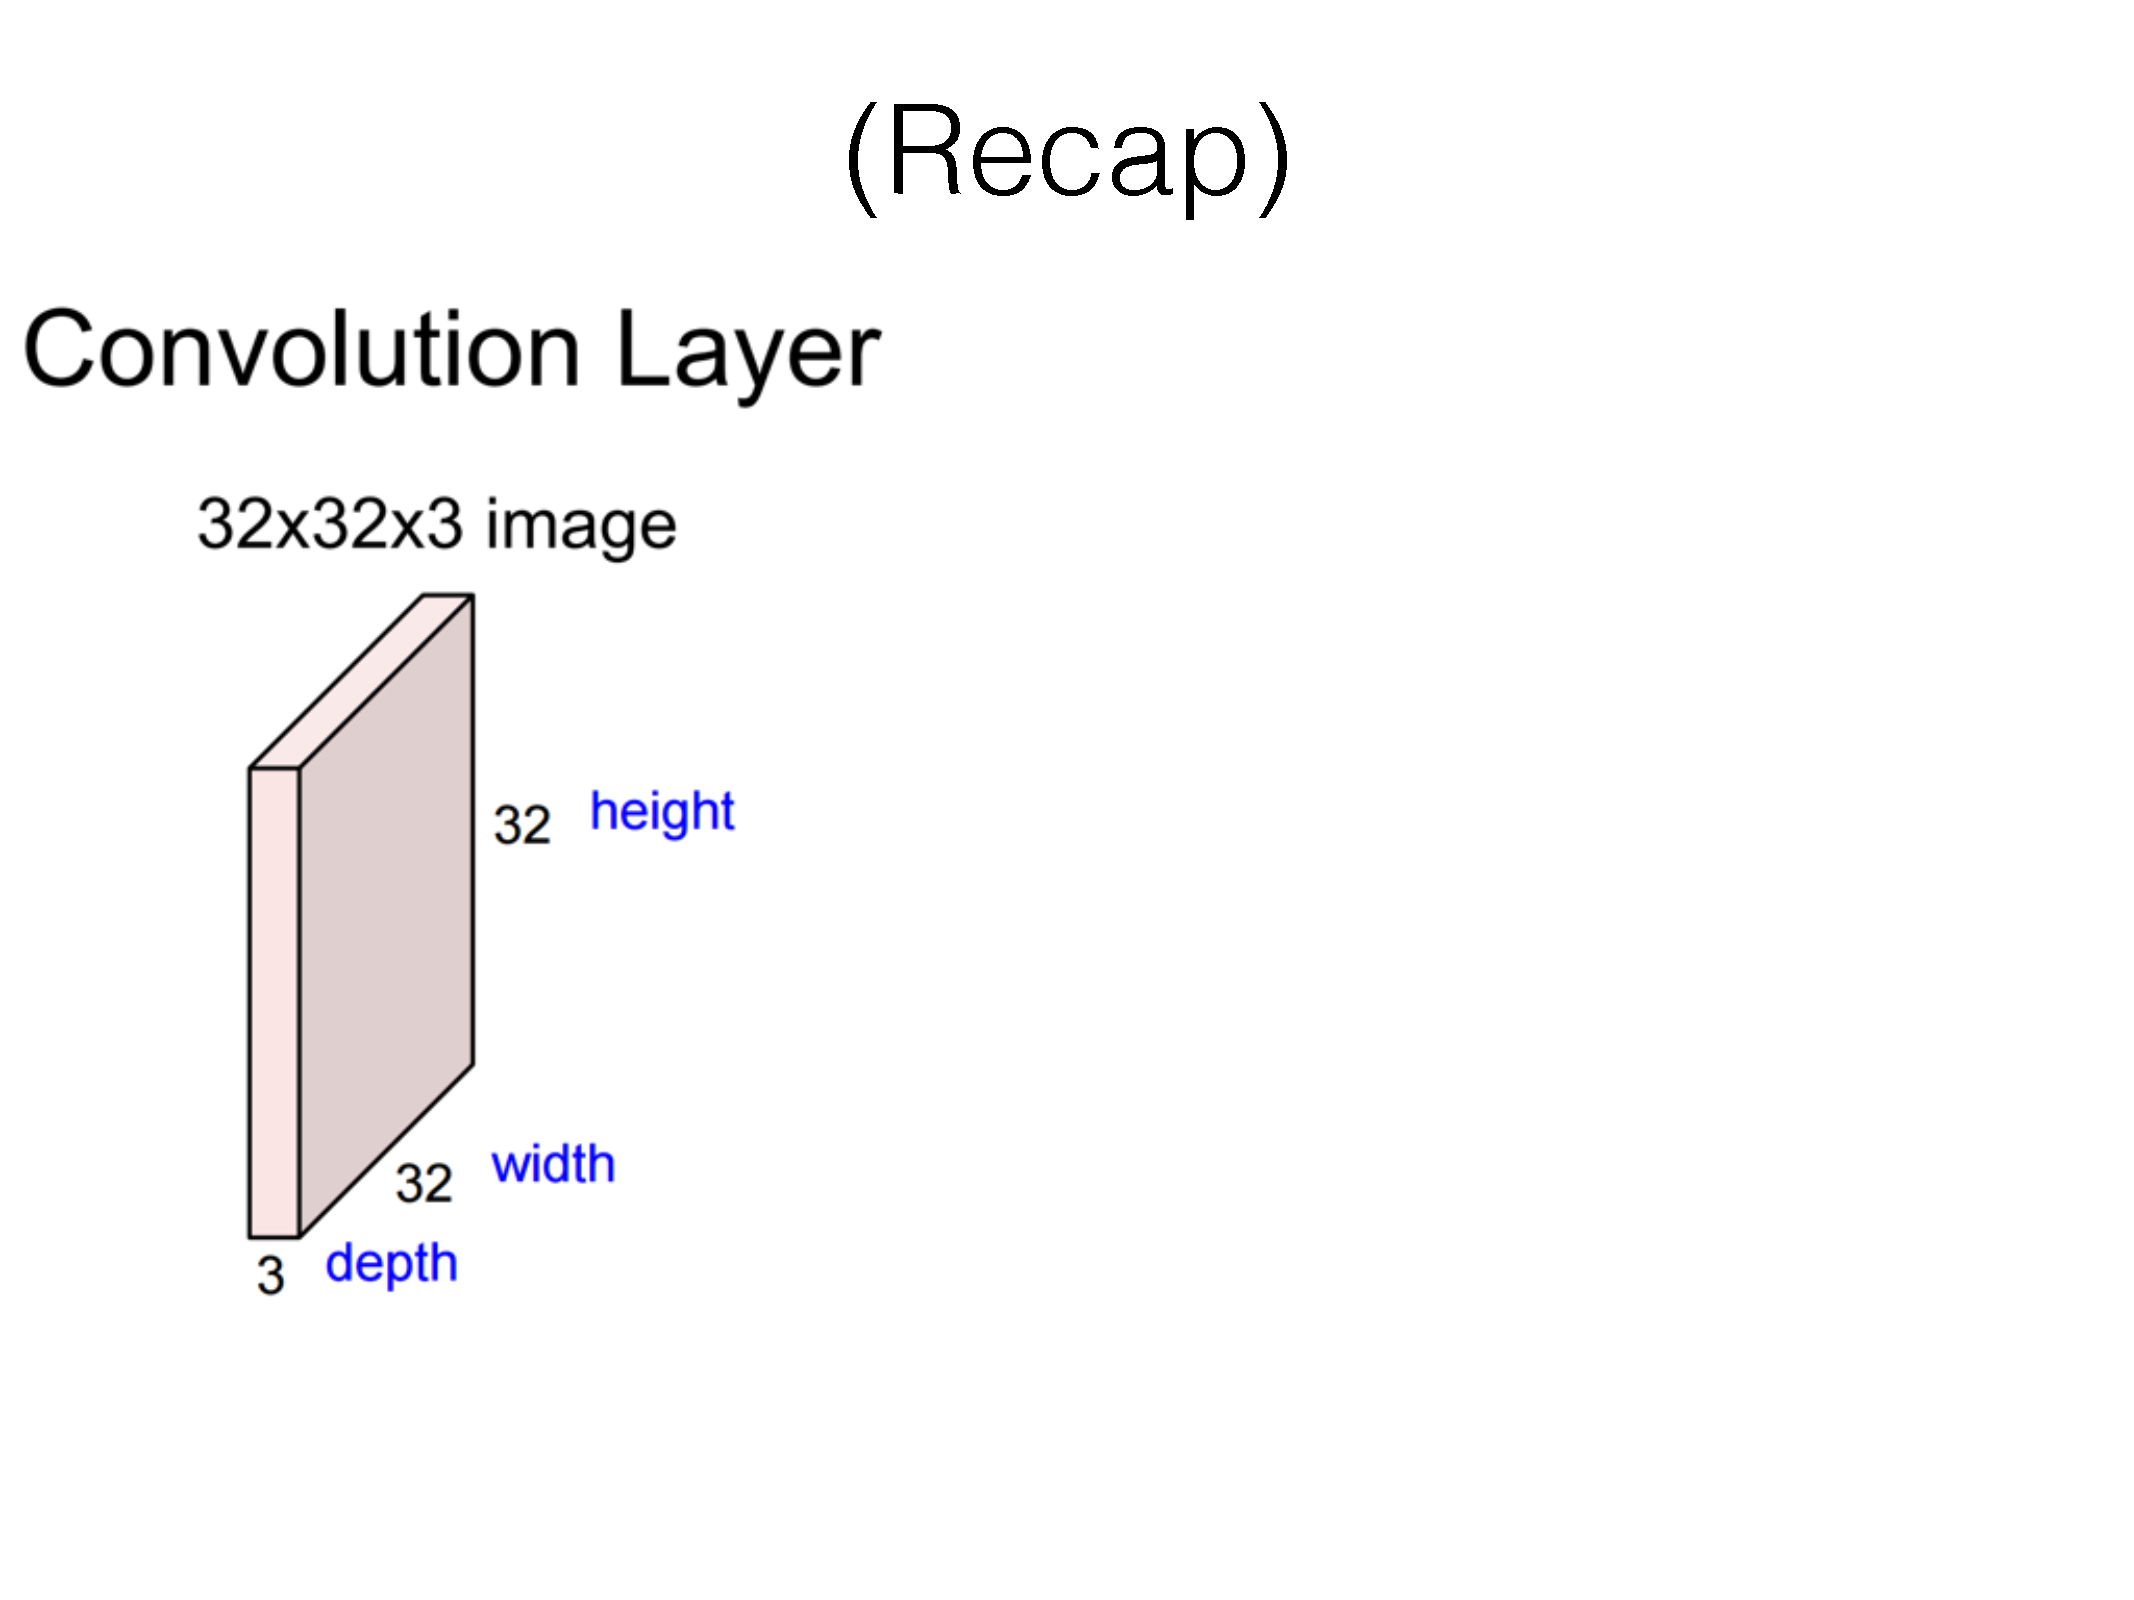 (Recap)
Convolution Layer
32x32x3 image
32 height
32 width
3 depth